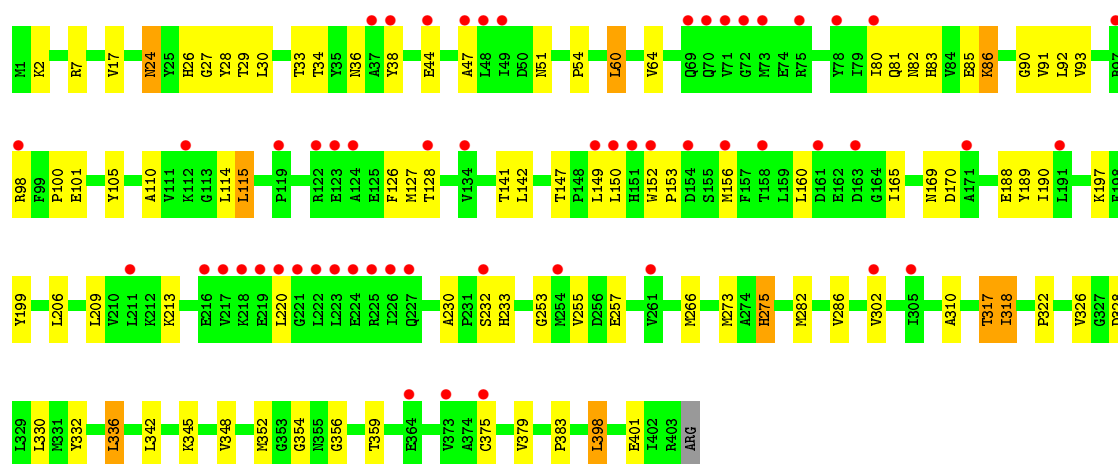 M1 K2 R7 V17 N24 Y25 H26 G27 Y28 T29 L30 T33 T34 Y35 N36 A37 Y38 E44 A47 L48 I49 D50 N51 P54 L60 V64 Q69 Q70 V71 G72 M73 E74 R75 Y78 I79 I80 Q81 N82 H83 V84 E85 K86 G90 V91 L92 V93
R98 F99 P100 E101 Y105 A110 V111 K112 G113 L114 L115 P119 R122 E123 A124 E125 F126 M127 T128 V134 T141 L142 T147 P148 L149 L150 H151 W152 P153 D154 S155 M156 F157 T158 L159 L160 D161 E162 D163 G164 I165 N169 D170 A171 E188 Y189 I190 L191 K197
Y199 L206 L209 V210 L211 K212 K213 E216 V217 K218 E219 L220 G221 L222 L223 E224 R225 I226 Q227 A230 P231 S232 H233 G253 M254 V255 D256 E257 V261 M266 M273 A274 H275 M282 V286 V302 I305 A310 T317 I318 P322 V326 G327
L329 L330 M331 Y332 L336 L342 K345 V348 M352 G353 G354 N355 G356 T359 E364 V373 A374 C375 V379 P383 L398 E401 I402 R403 ARG